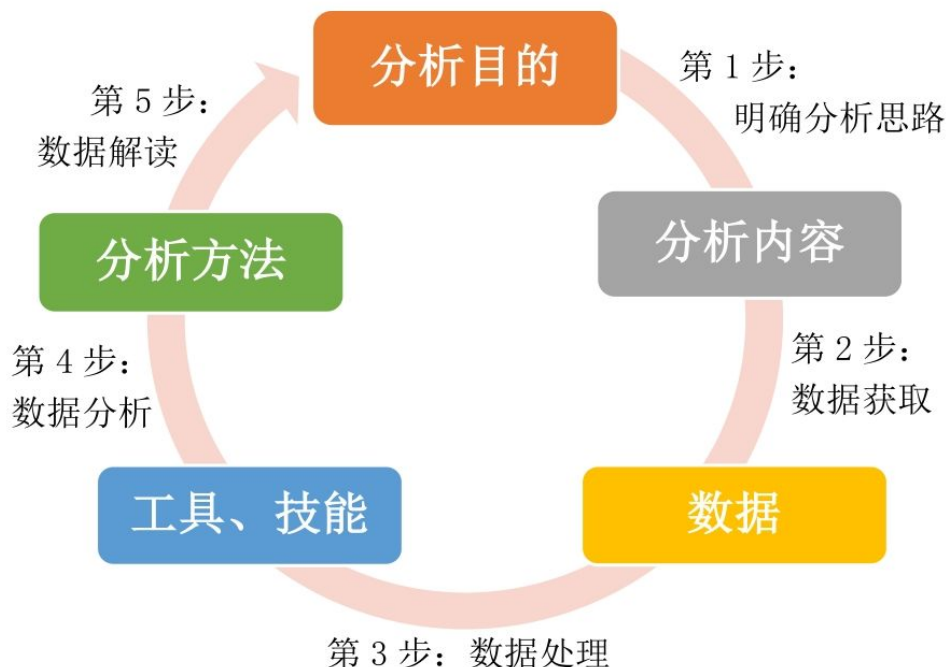 分析目的
第 1 步：
明确分析思路
分析内容
第 2 步：
数据获取
数据
第 3 步：数据处理
工具、技能
第 4 步：
数据分析
分析方法
第 5 步：
数据解读